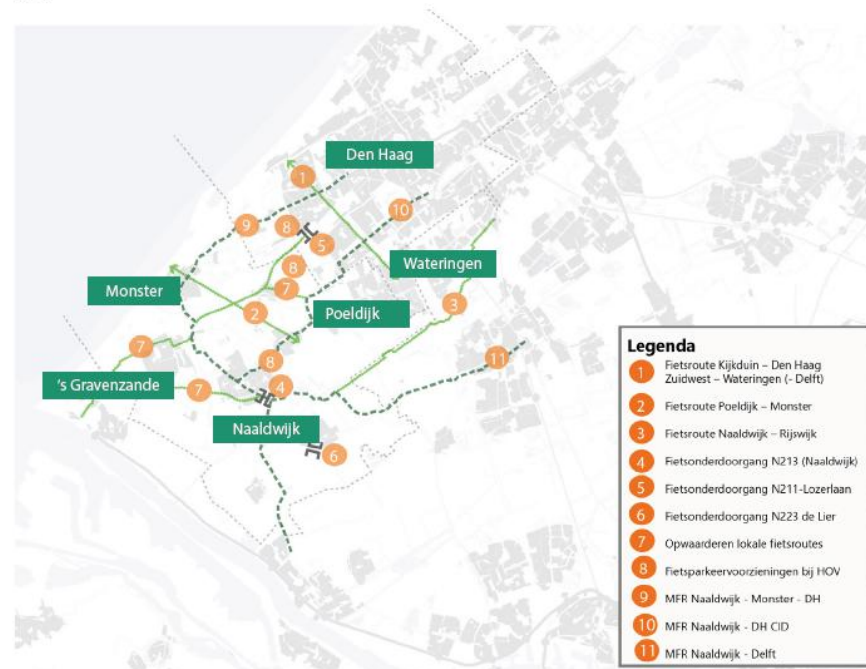 Den Haag
1
10
9
8
5
Wateringen
8
Monster
7
3
2
Poeldijk
7
8
11
's Gravenzande
7
4
Naaldwijk
6
Legenda
1 Fietsroute Kijkduin – Den Haag
Zuidwest – Wateringen (- Delft)
2 Fietsroute Poeldijk – Monster
3 Fietsroute Naaldwijk – Rijswijk
4 Fietsonderdoorgang N213 (Naaldwijk)
5 Fietsonderdoorgang N211-Lozerlaan
6 Fietsonderdoorgang N223 de Lier
7 Opwaarderen lokale fietsroutes
8 Fietsparkeervoorzieningen bij HOV
9 MFR Naaldwijk - Monster - DH
10 MFR Naaldwijk - DH CID
11 MFR Naaldwijk - Delft